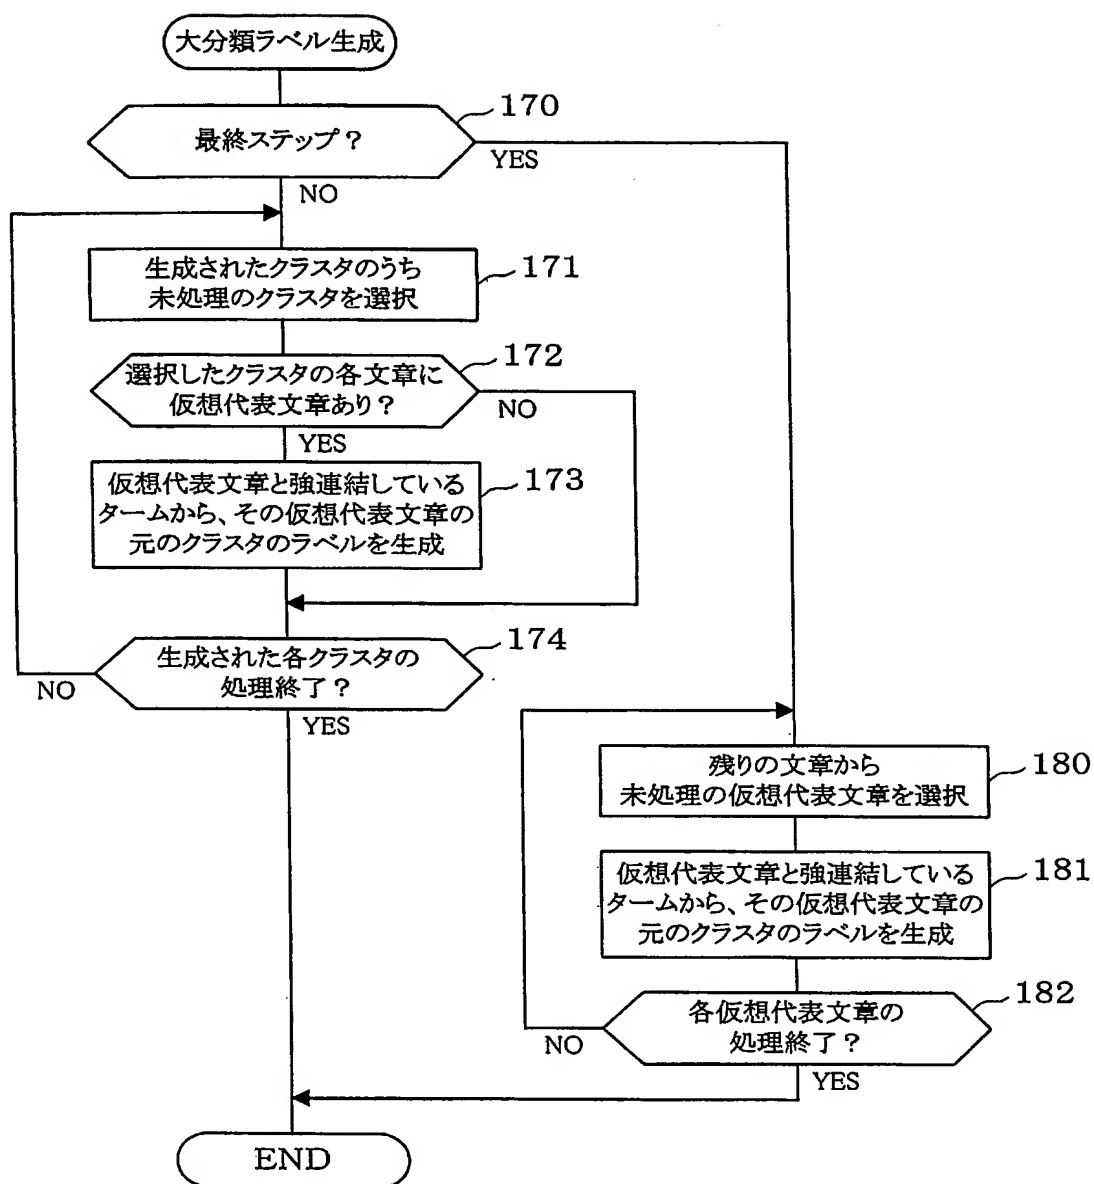 大分類ラベル生成
170
最終ステップ？
YES
NO
生成されたクラスタのうち
未処理のクラスタを選択
171
172
選択したクラスタの各文章に
仮想代表文章あり？
NO
YES
仮想代表文章と強連結している
タームから、その仮想代表文章の
元のクラスタのラベルを生成
173
174
生成された各クラスタの
処理終了？
NO
YES
残りの文章から
未処理の仮想代表文章を選択
180
仮想代表文章と強連結している
タームから、その仮想代表文章の
元のクラスタのラベルを生成
181
182
各仮想代表文章の
処理終了？
NO
YES
END